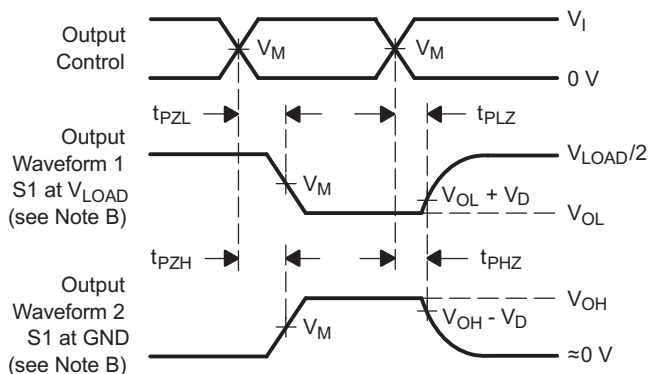 Output
Control
V_M
V_M
V_I
0 V
t_PZL
t_PLZ
Output
Waveform 1
S1 at V_LOAD
(see Note B)
V_M
V_OL + V_D
V_LOAD/2
V_OL
t_PZH
t_PHZ
Output
Waveform 2
S1 at GND
(see Note B)
V_M
V_OH - V_D
V_OH
≈0 V